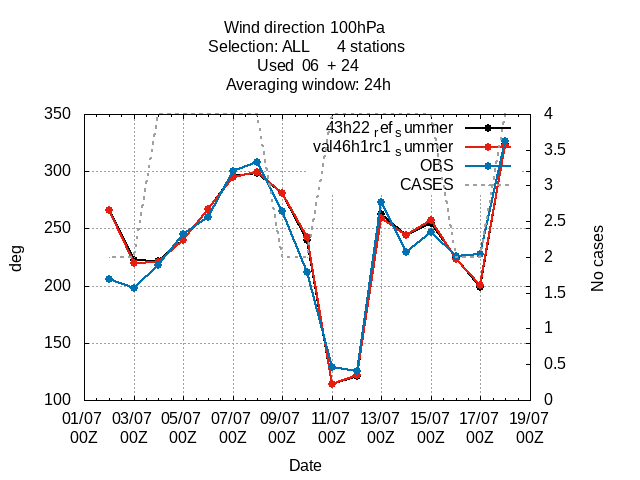 Wind direction 100hPa
Selection: ALL 4 stations
Used 06 + 24
Averaging window: 24h
43h22 ref summer
val46h1rc1 summer
OBS
CASES
350
300
250
200
150
100
deg
4
3.5
3
2.5
2
1.5
1
0.5
0
No cases
01/07 03/07 05/07 07/07 09/07 11/07 13/07 15/07 17/07 19/07
00Z 00Z 00Z 00Z 00Z 00Z 00Z 00Z 00Z 00Z
Date